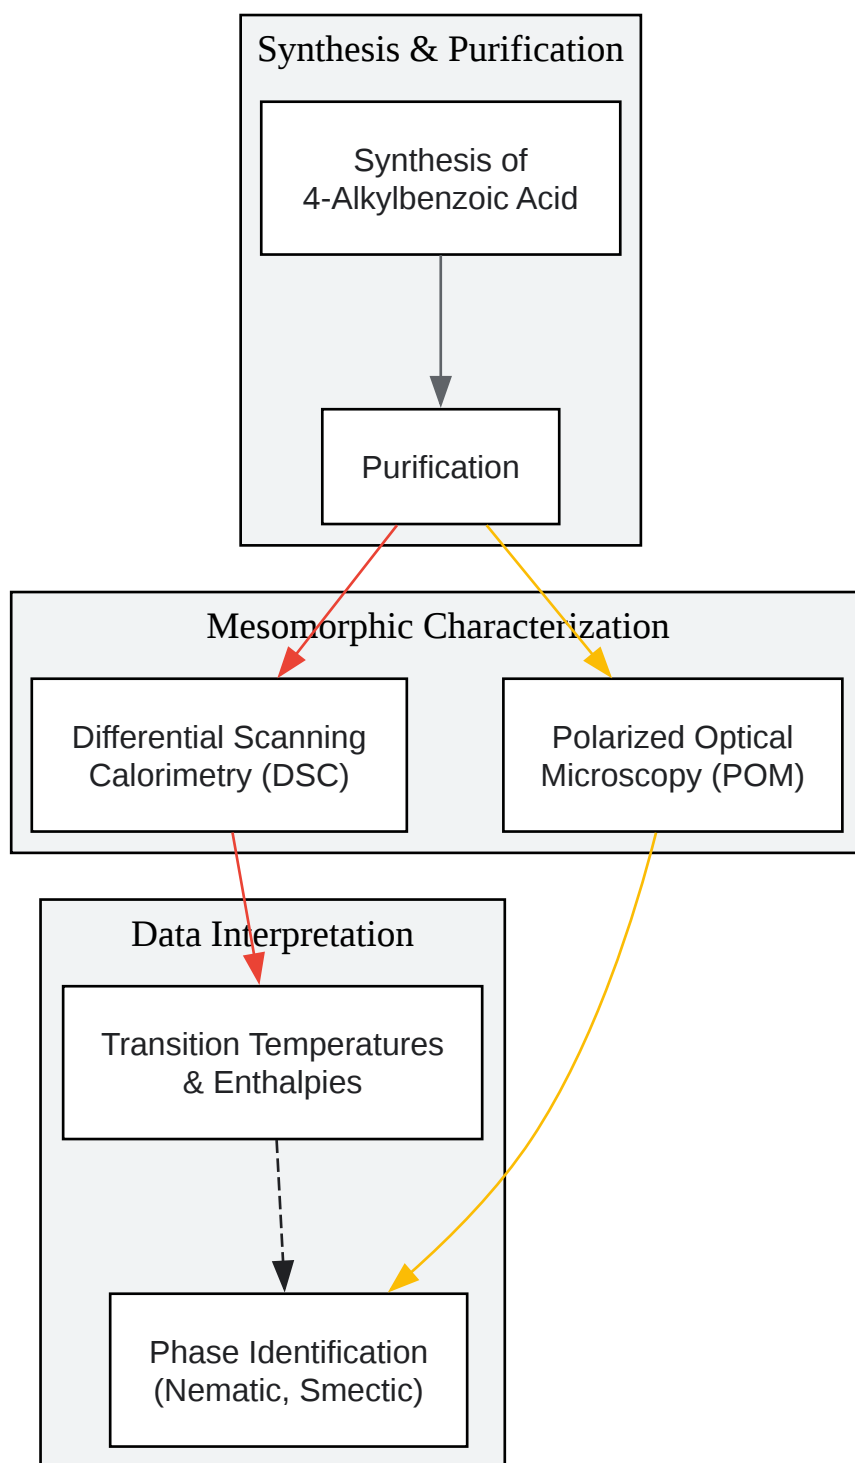 Synthesis & Purification
Synthesis of
4-Alkylbenzoic Acid
Purification
Mesomorphic Characterization
Differential Scanning
Calorimetry (DSC)
Polarized Optical
Microscopy (POM)
Data Interpretation
Transition Temperatures
& Enthalpies
Phase Identification
(Nematic, Smectic)